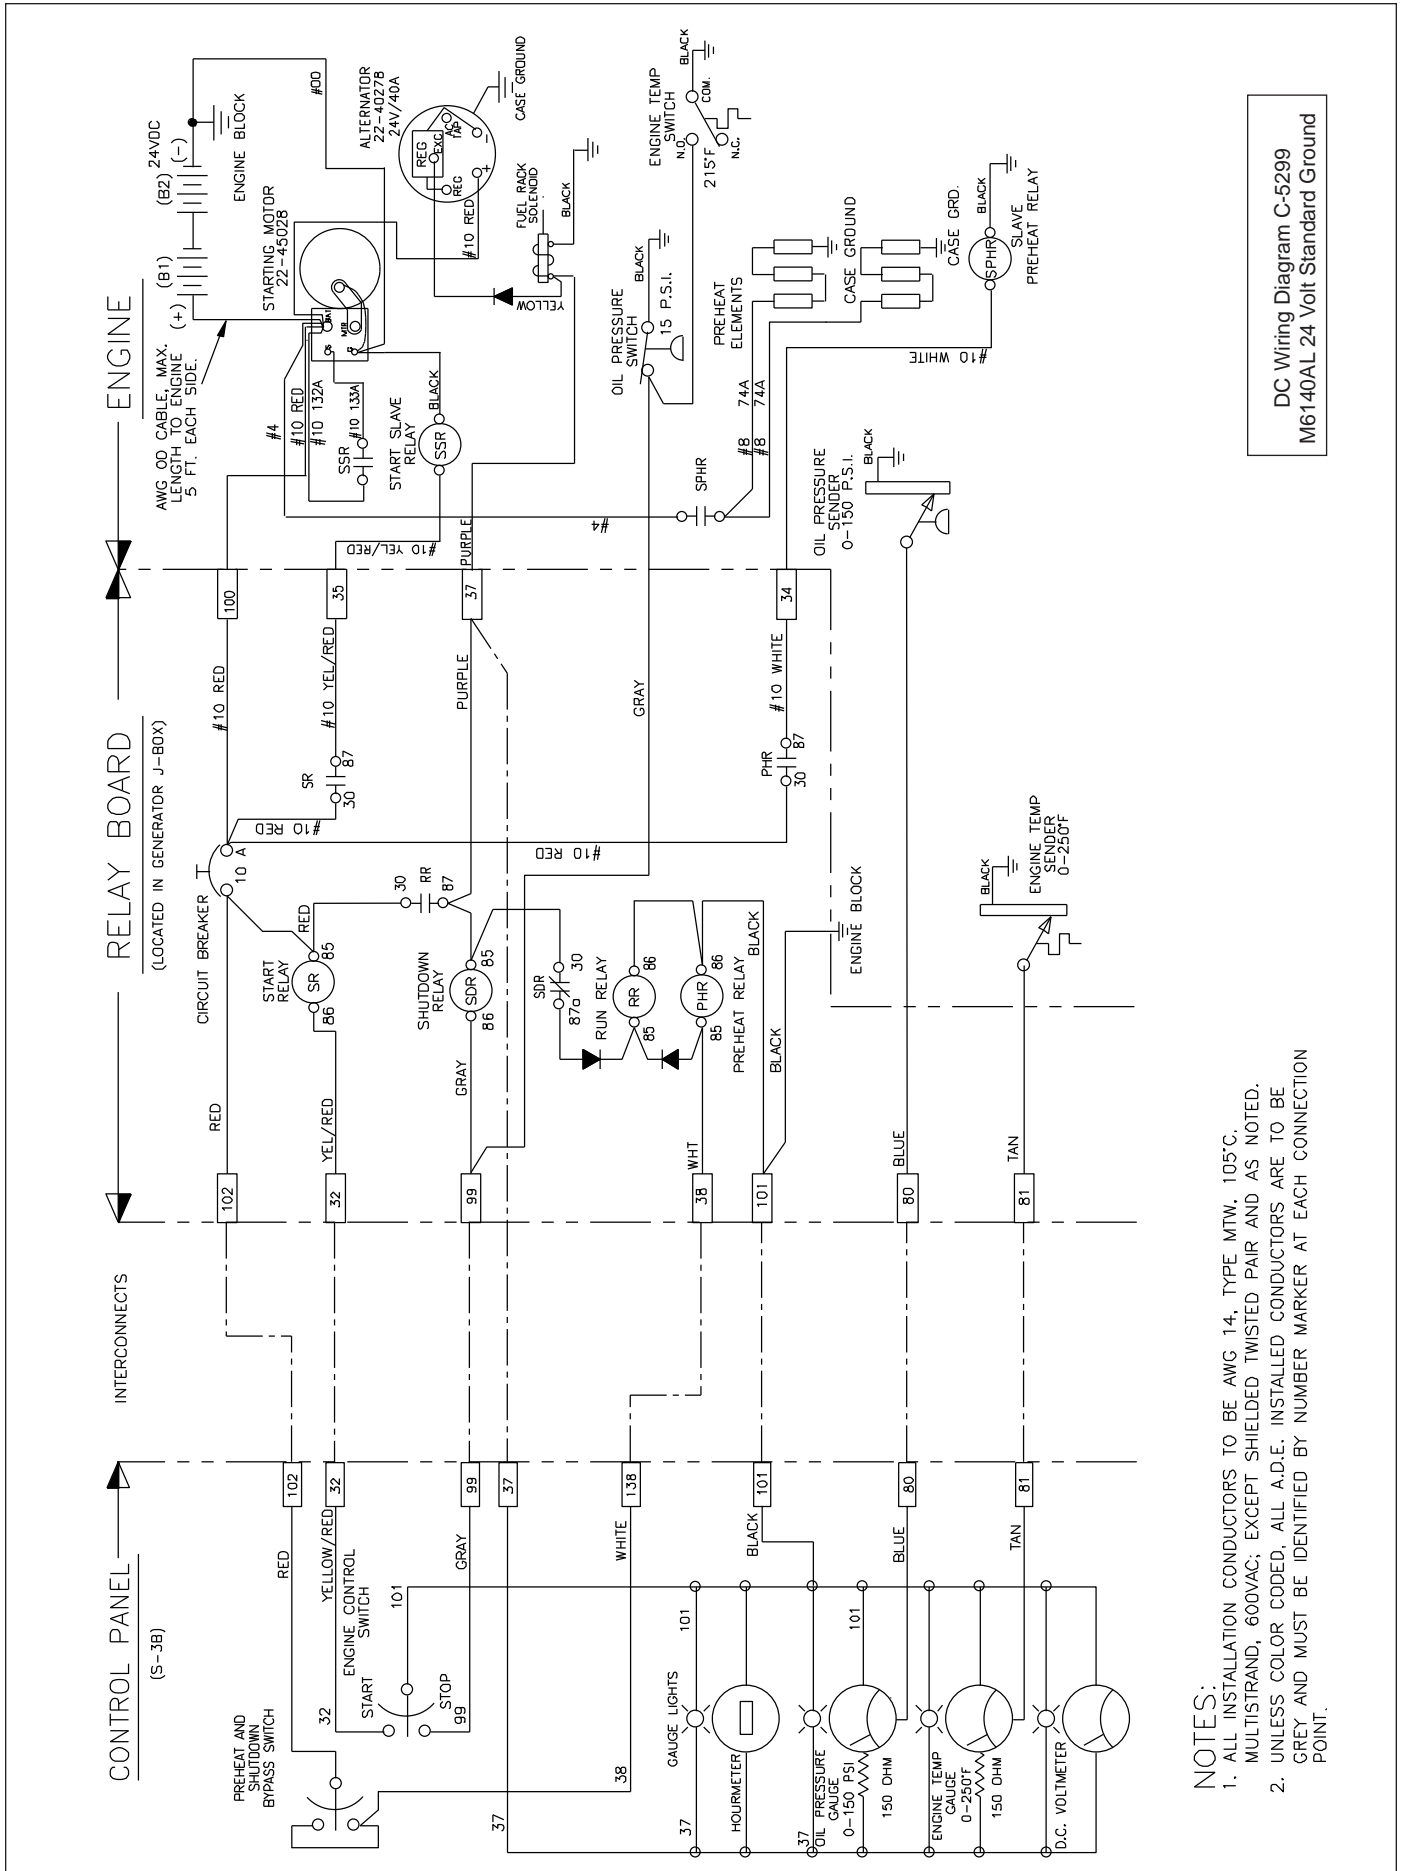 CONTROL PANEL
(S-3B)
INTERCONNECTS
RELAY BOARD
(LOCATED IN GENERATOR J-BOX)
ENGINE
PREHEAT AND
SHUTDOWN
BYPASS SWITCH
RED
102
102
RED
CIRCUIT BREAKER
10
A
#10 RED
100
AWG OD CABLE, MAX.
LENGTH TO ENGINE
5 FT. EACH SIDE.
(+)
(B1)
(B2)
24VDC
(-)
ENGINE BLOCK
#00
STARTING MOTOR
22-45028
BAT
MTR
#4
#10 RED
#10 132A
#10 133A
SSR
START SLAVE
RELAY
SSR
BLACK
#10 YEL/RED
ALTERNATOR
22-40278
24V/40A
REG
EXC
AC
TAP
REG
+
-
CASE GROUND
#10 RED
FUEL RACK
SOLENOID
YELLOW
BLACK
32
YELLOW/RED
32
32
YEL/RED
START
RELAY
SR
86
85
RED
#10 RED
SR
30
87
#10 YEL/RED
35
START
STOP
ENGINE CONTROL
SWITCH
101
99
GRAY
99
99
GRAY
SHUTDOWN
RELAY
SDR
86
85
30
RR
87
PURPLE
37
PURPLE
37
37
SDR
30
87a
RUN RELAY
RR
86
85
PHR
86
85
PREHEAT RELAY
#10 RED
GRAY
OIL PRESSURE
SWITCH
15 P.S.I.
BLACK
ENGINE TEMP
SWITCH
N.O.
215°F
N.C.
COM.
BLACK
38
WHITE
138
38
WHT
BLACK
PHR
30
87
#10 WHITE
34
#4
SPHR
#8
74A
#8
74A
PREHEAT
ELEMENTS
CASE GROUND
CASE GRD.
#10 WHITE
SPHR
BLACK
SLAVE
PREHEAT RELAY
GAUGE LIGHTS
37
101
BLACK
101
101
BLACK
ENGINE BLOCK
HOURMETER
37
OIL PRESSURE
GAUGE
0-150 PSI
150 OHM
101
BLUE
80
80
BLUE
OIL PRESSURE
SENDER
0-150 P.S.I.
BLACK
ENGINE TEMP
GAUGE
0-250°F
150 OHM
TAN
81
81
TAN
ENGINE TEMP
SENDER
0-250°F
BLACK
D.C. VOLTMETER
NOTES:
1. ALL INSTALLATION CONDUCTORS TO BE AWG 14, TYPE MTW, 105°C.
MULTISTRAND, 600VAC; EXCEPT SHIELDED TWISTED PAIR AND AS NOTED.
2. UNLESS COLOR CODED, ALL A.D.E. INSTALLED CONDUCTORS ARE TO BE
GREY AND MUST BE IDENTIFIED BY NUMBER MARKER AT EACH CONNECTION
POINT.
DC Wiring Diagram C-5299
M6140AL 24 Volt Standard Ground